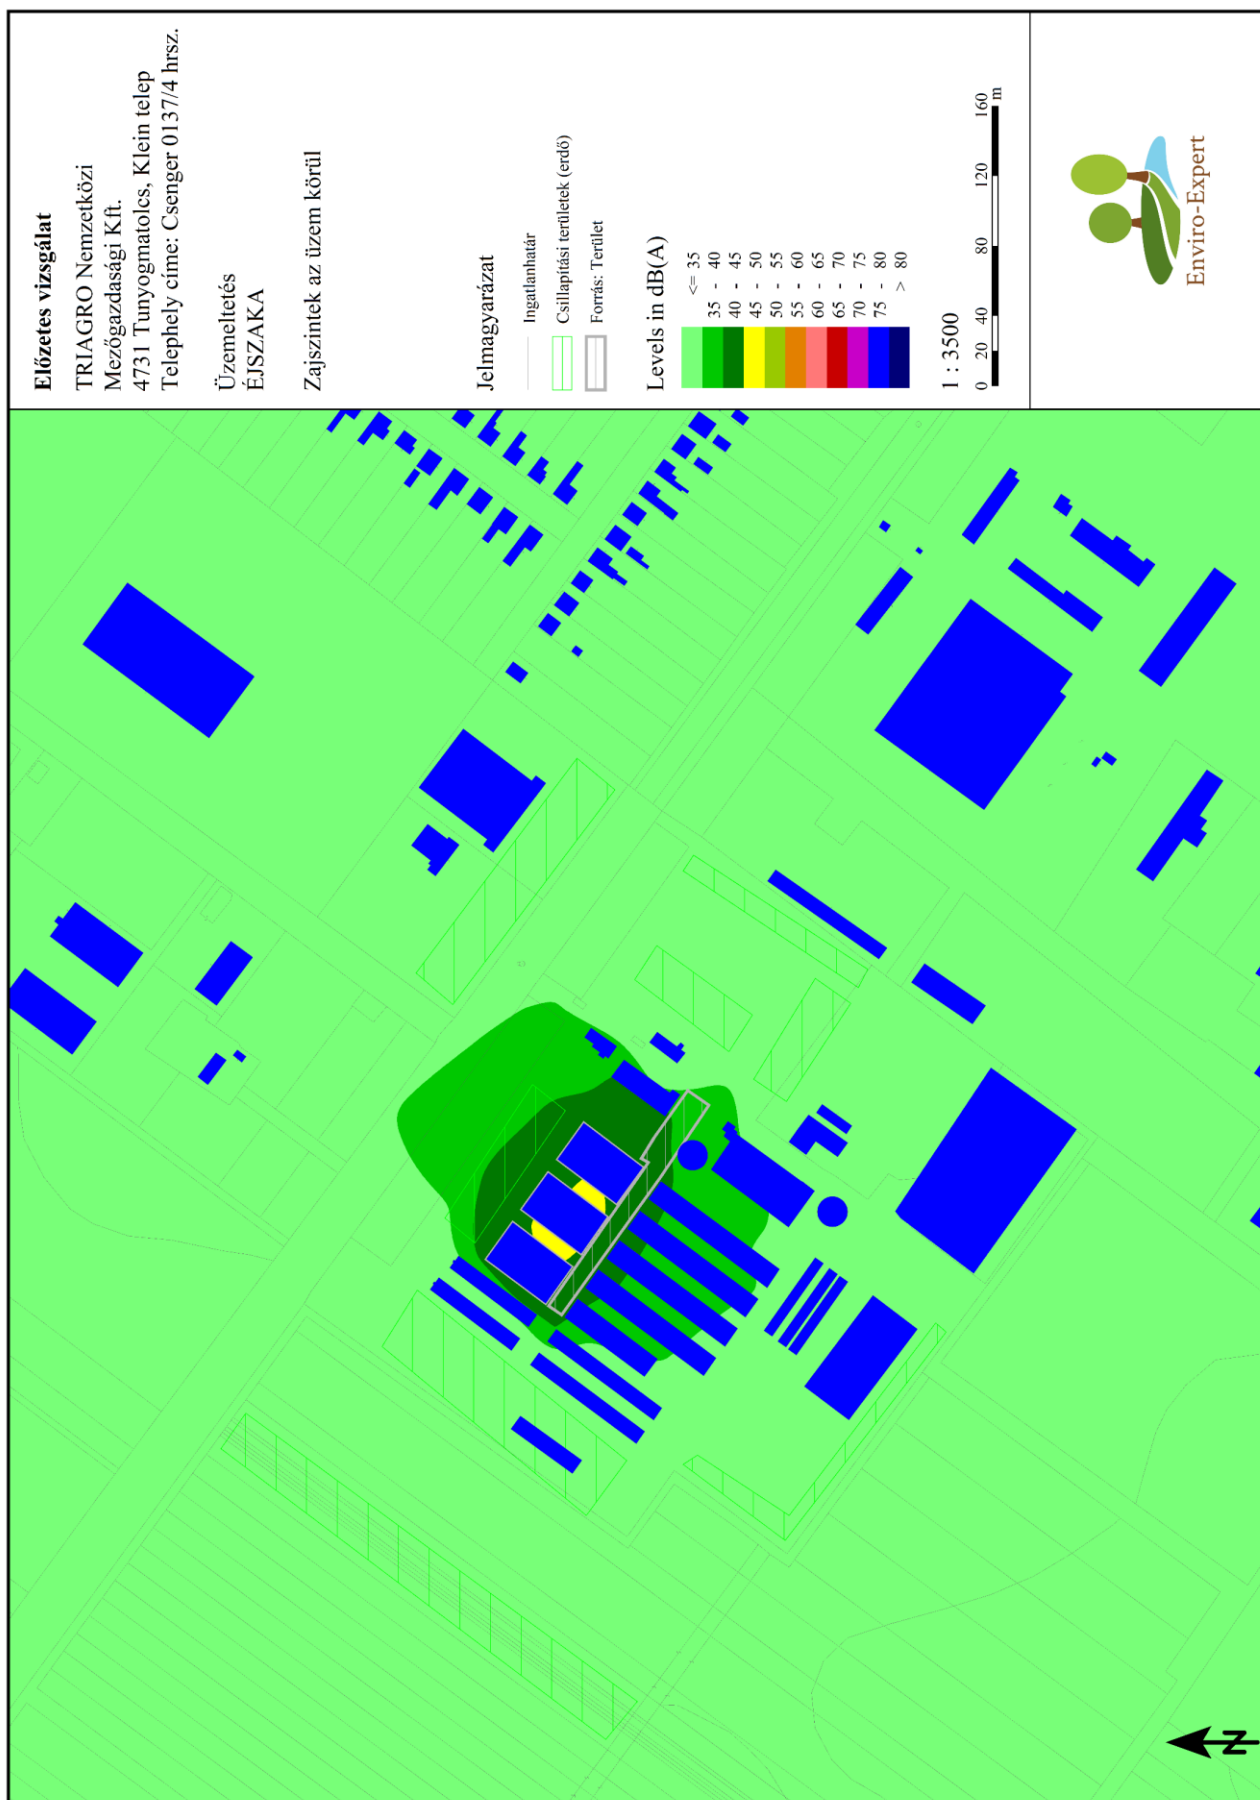 Előzetes vizsgálat
TRIAGRO Nemzetközi
Mezőgazdasági Kft.
4731 Tunyogmatolcs, Klein telep
Telephely címe: Csenger 0137/4 hrsz.
Üzemeltetés
ÉJSZAKA
Zajszintek az üzem körül
Jelmagyarázat
Ingatlanhatár
Csillapítási területek (erdő)
Forrás: Terület
Levels in dB(A)
<= 35
35 - 40
40 - 45
45 - 50
50 - 55
55 - 60
60 - 65
65 - 70
70 - 75
75 - 80
> 80
1 : 3500
0 20 40 80 120 160
m
Enviro-Expert
N